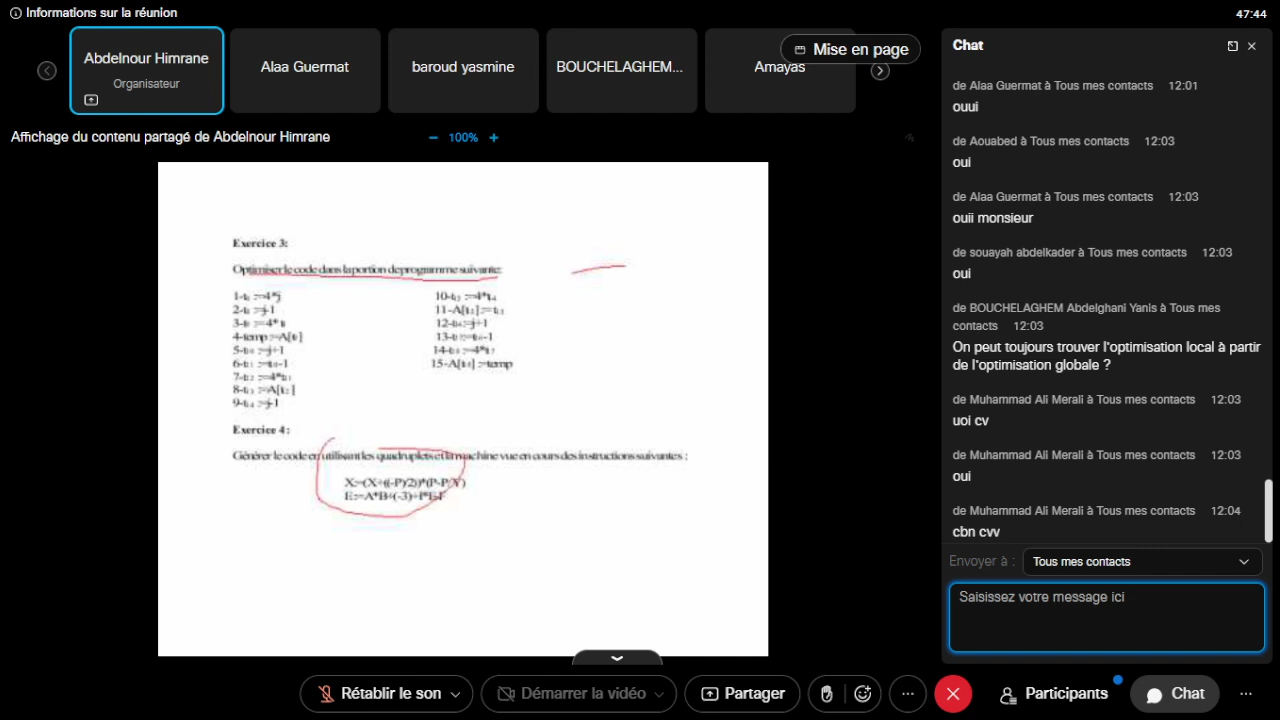 Informations sur la réunion
47:44
Abdelnour Himrane
Organisateur
Alaa Guermat
baroud yasmine
BOUCHELAGHEM...
Amayas
Mise en page
Affichage du contenu partagé de Abdelnour Himrane
− 100% +
Exercice 3:
Optimiser le code dans la portion de programme suivante:
4-temp :=A[
15-A[ ] :=temp
Exercice 4 :
Générer le code en utilisant les quadruplets et la machine vue en cours des instructions suivantes :
X:=(X+((-P)/2))*(P-P/Y)
Chat
de Alaa Guermat à Tous mes contacts 12:01
ouui
de Aouabed à Tous mes contacts 12:03
oui
de Alaa Guermat à Tous mes contacts 12:03
ouii monsieur
de souayah abdelkader à Tous mes contacts 12:03
oui
de BOUCHELAGHEM Abdelghani Yanis à Tous mes
contacts 12:03
On peut toujours trouver l'optimisation local à partir
de l'optimisation globale ?
de Muhammad Ali Merali à Tous mes contacts 12:03
uoi cv
de Muhammad Ali Merali à Tous mes contacts 12:03
oui
de Muhammad Ali Merali à Tous mes contacts 12:04
cbn cvv
Envoyer à : Tous mes contacts
Saisissez votre message ici
Rétablir le son
Démarrer la vidéo
Partager
Participants
Chat